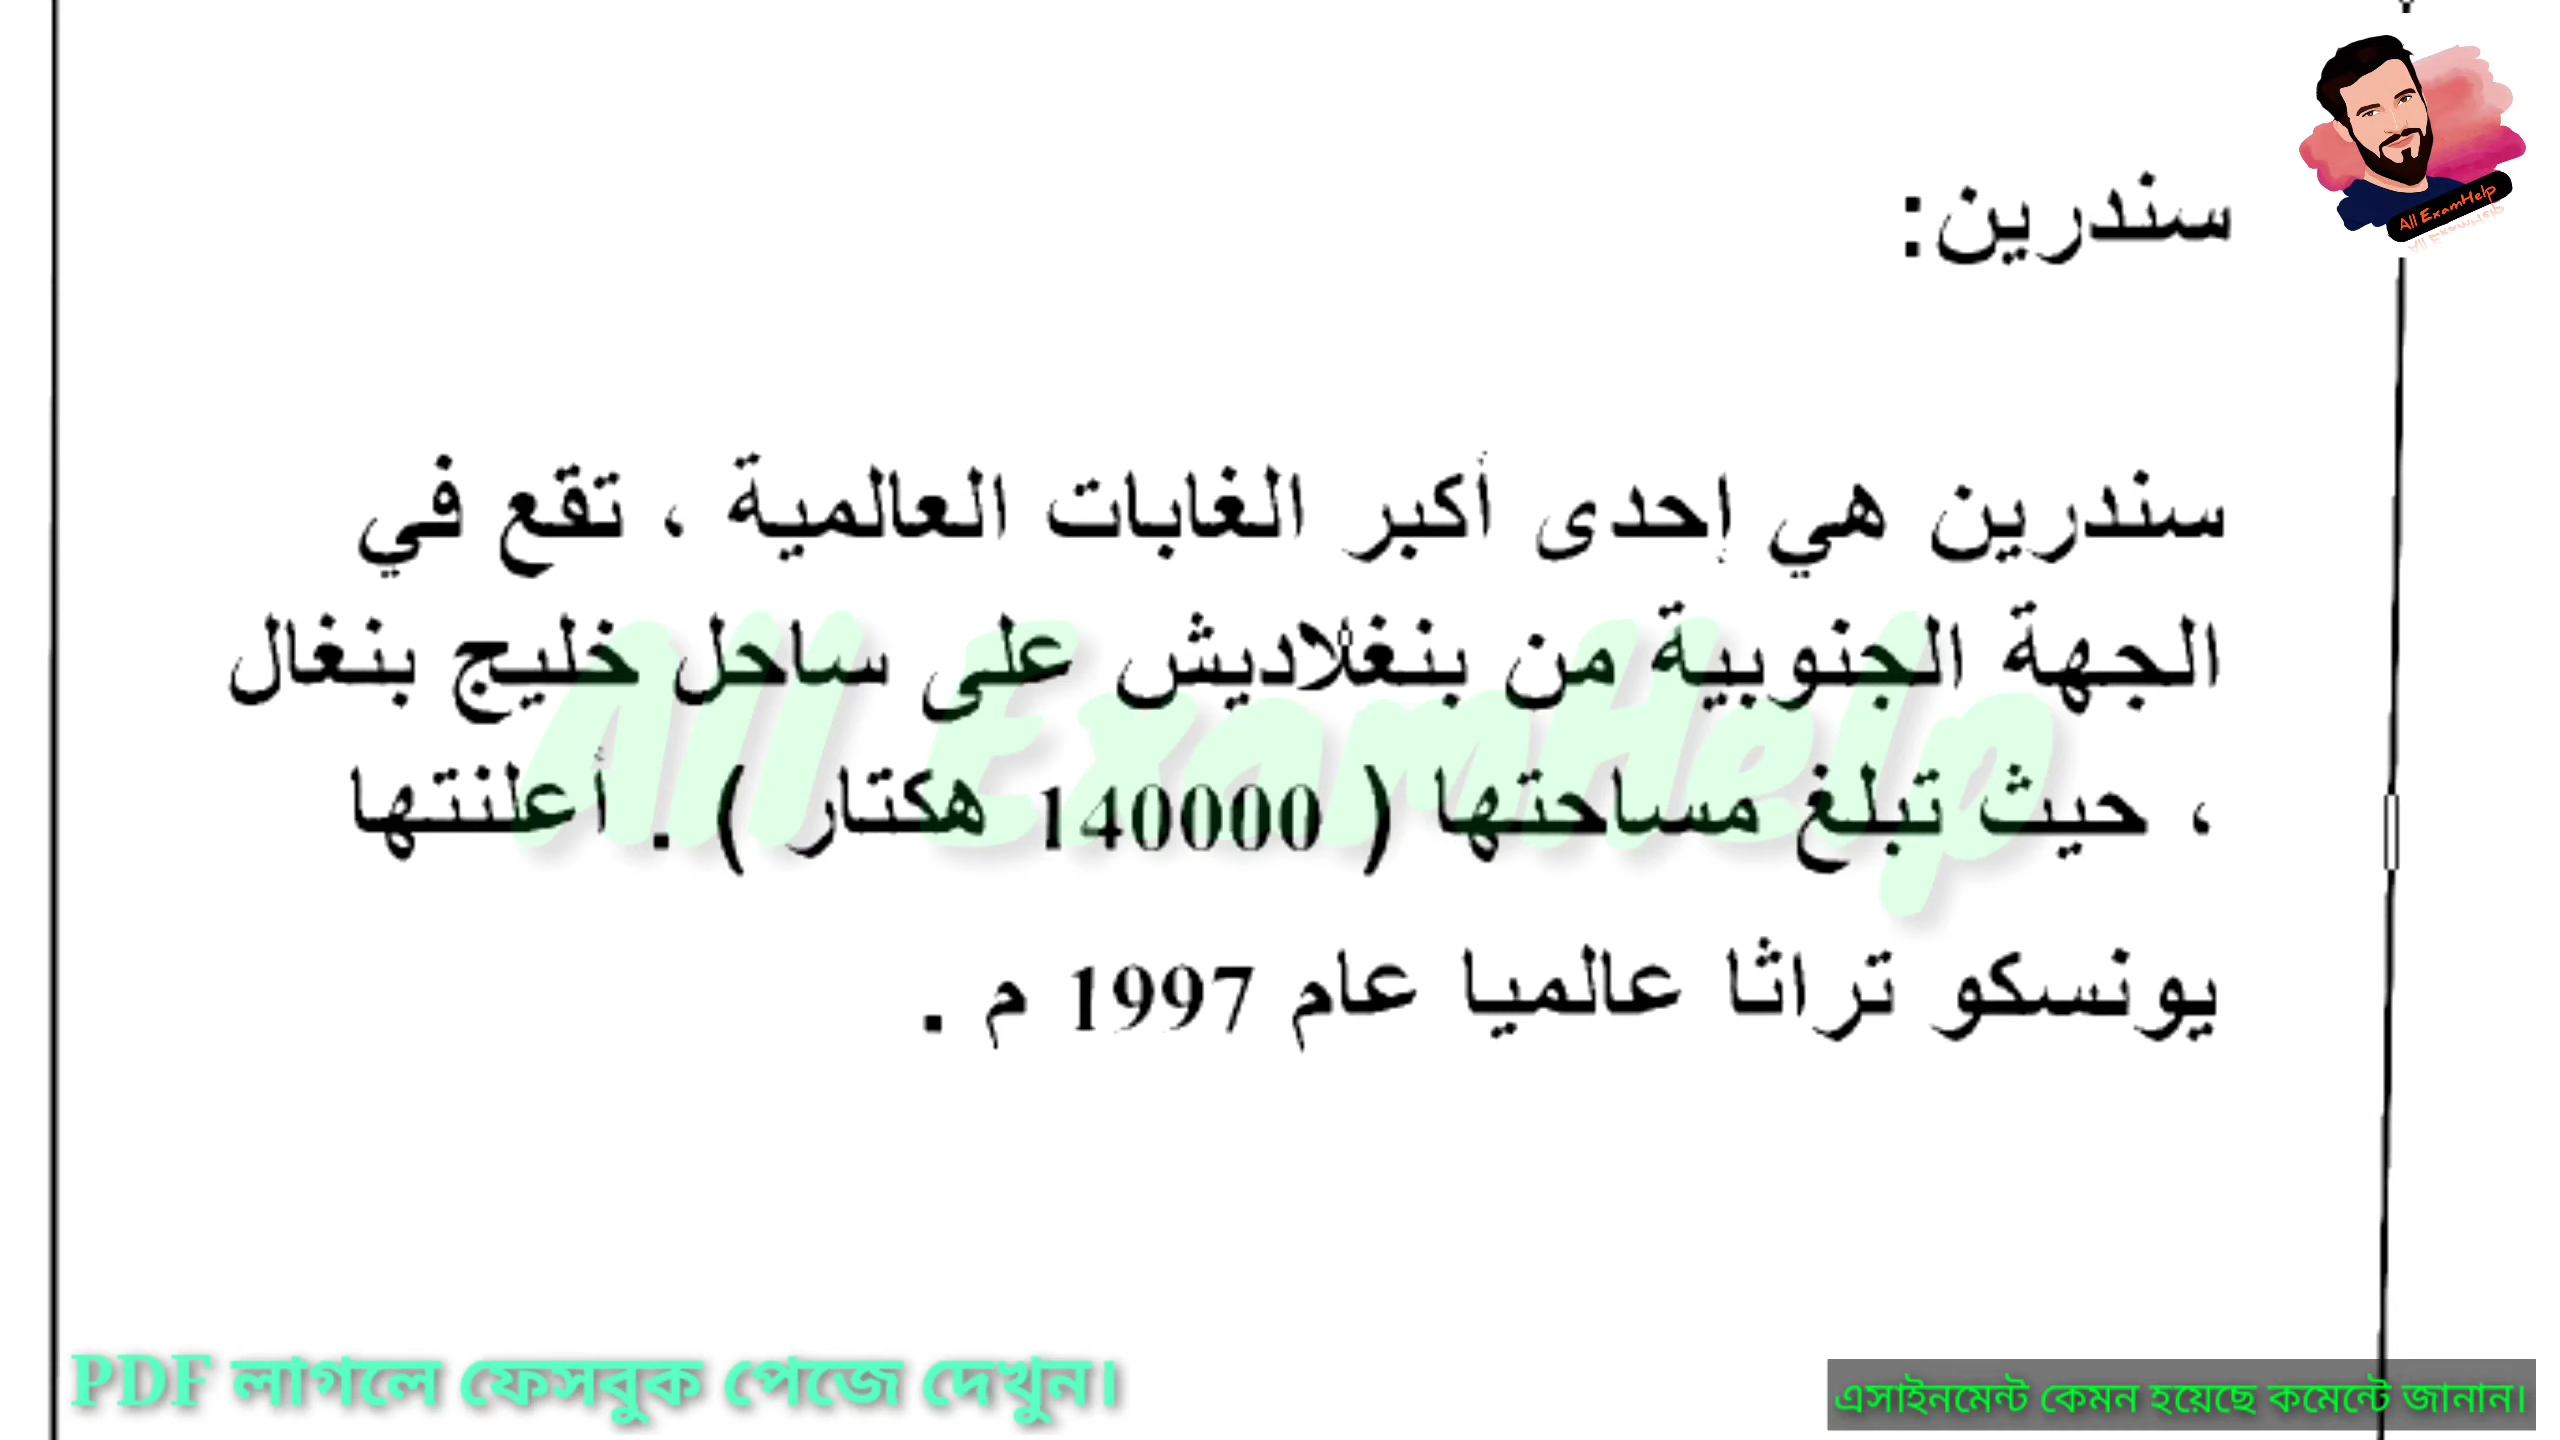 All ExamHelp
سندرين:
سندرين هي إحدى أكبر الغابات العالمية ، تقع في
الجهة الجنوبية من بنغلاديش على ساحل خليج بنغال
، حيث تبلغ مساحتها ( 140000 هكتار ) . أعلنتها
يونسكو تراثا عالميا عام 1997 م .
All ExamHelp
PDF লাগলে ফেসবুক পেজে দেখুন।
এসাইনমেন্ট কেমন হয়েছে কমেন্টে জানান।